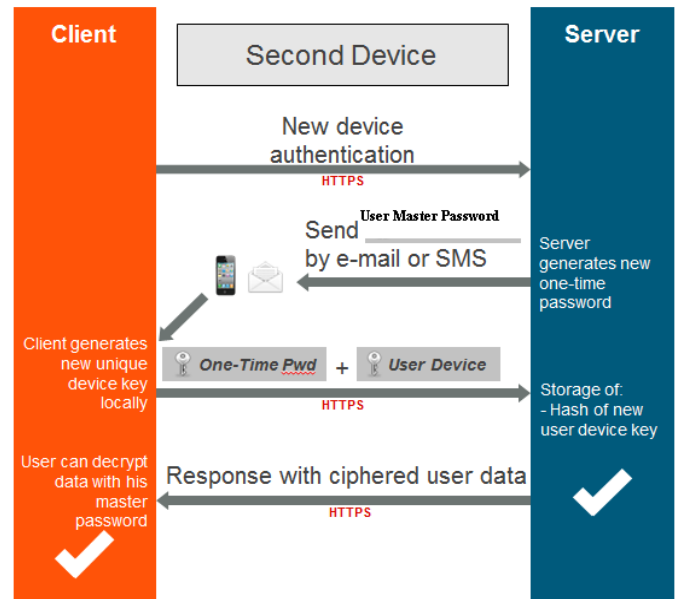 Client
Second Device
Server
New device
authentication
HTTPS
User Master Password
Send
by e-mail or SMS
Server
generates new
one-time
password
Client generates
new unique
device key
locally
One-Time Pwd + User Device
HTTPS
Storage of:
- Hash of new
user device key
User can decrypt
data with his
master
password
Response with ciphered user data
HTTPS